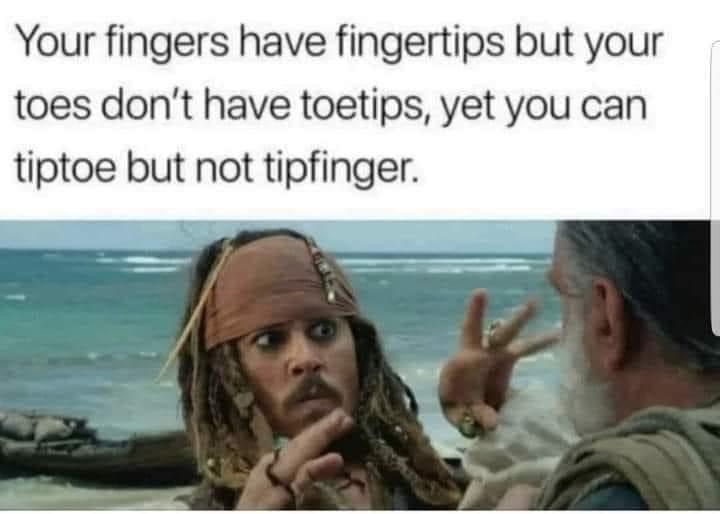 Your fingers have fingertips but your
toes don't have toetips, yet you can
tiptoe but not tipfinger.